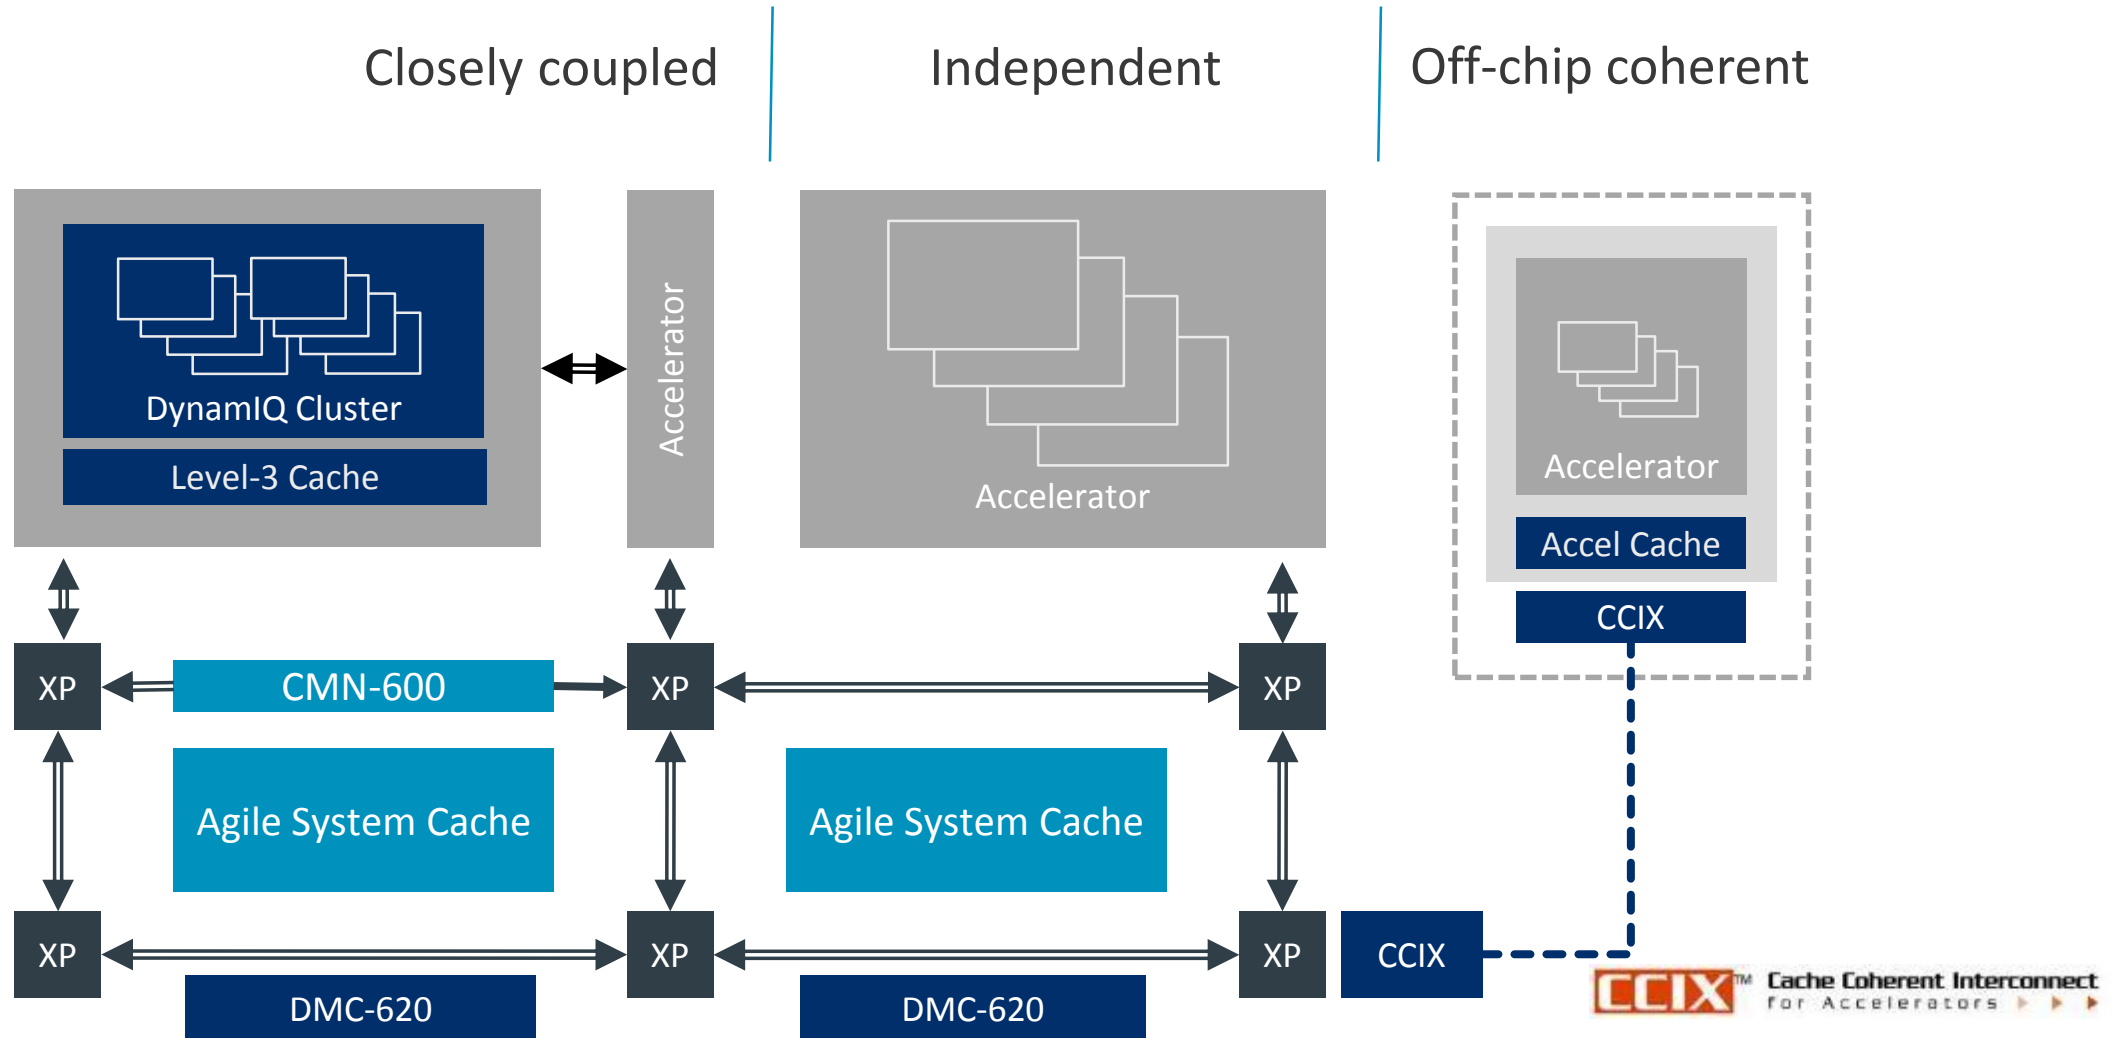 Closely coupled
Independent
Off-chip coherent
DynamIQ Cluster
Level-3 Cache
Accelerator
Accelerator
Accelerator
Accel Cache
CCIX
XP
CMN-600
XP
XP
Agile System Cache
Agile System Cache
XP
XP
XP
CCIX
DMC-620
DMC-620
CCIX™ Cache Coherent Interconnect
for Accelerators